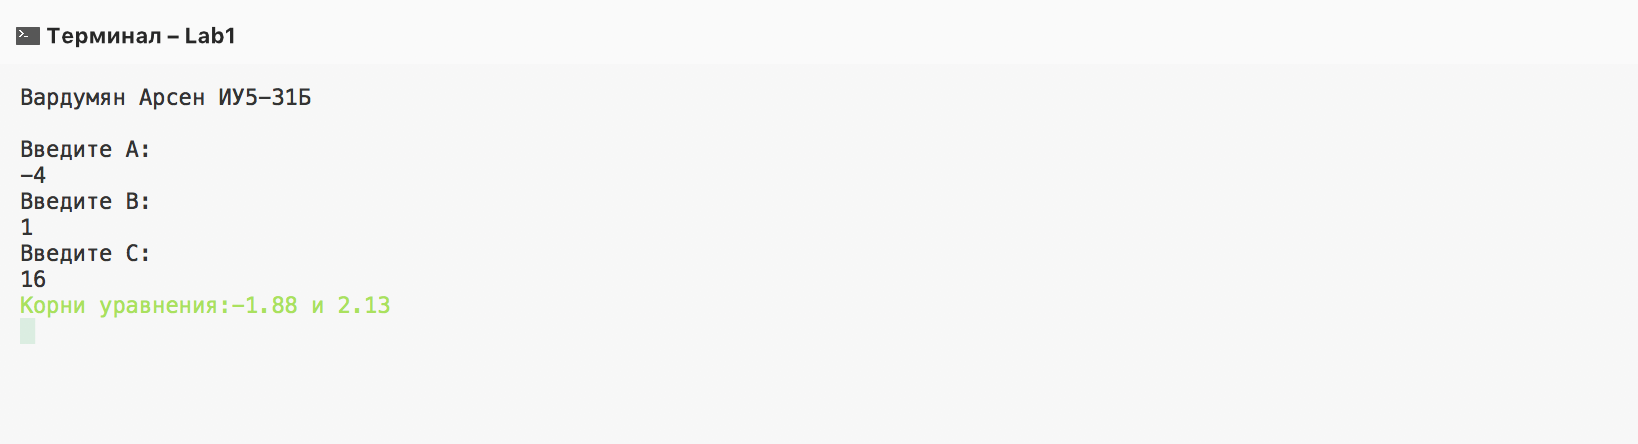 Терминал – Lab1
Вардумян Арсен ИУ5-31Б
Введите A:
-4
Введите B:
1
Введите C:
16
Корни уравнения:-1.88 и 2.13